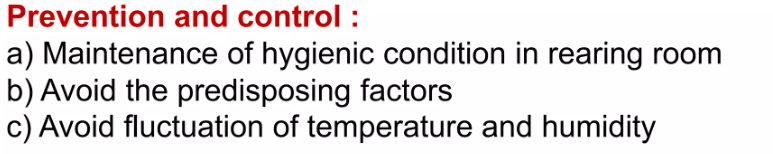 Prevention and control :
a) Maintenance of hygienic condition in rearing room
b) Avoid the predisposing factors
c) Avoid fluctuation of temperature and humidity